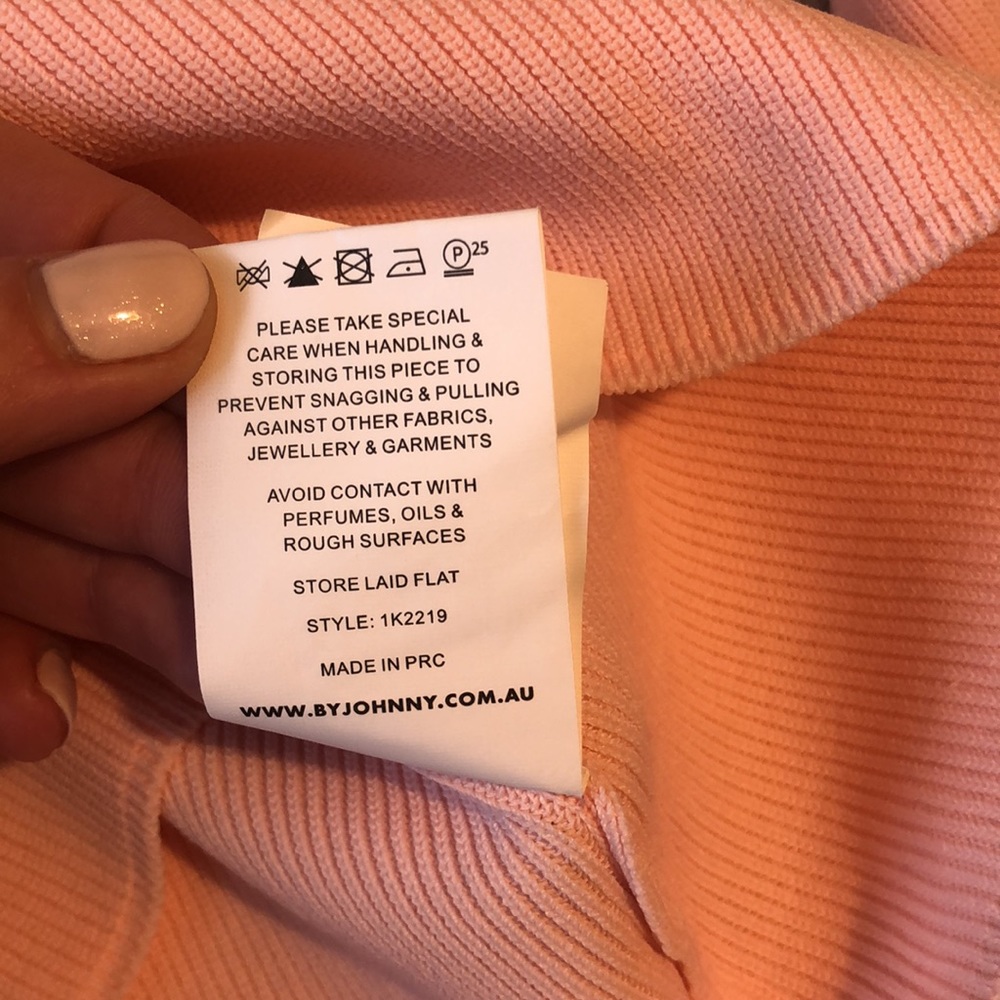 P 25
PLEASE TAKE SPECIAL
CARE WHEN HANDLING &
STORING THIS PIECE TO
PREVENT SNAGGING & PULLING
AGAINST OTHER FABRICS,
JEWELLERY & GARMENTS
AVOID CONTACT WITH
PERFUMES, OILS &
ROUGH SURFACES
STORE LAID FLAT
STYLE: 1K2219
MADE IN PRC
WWW.BYJOHNNY.COM.AU